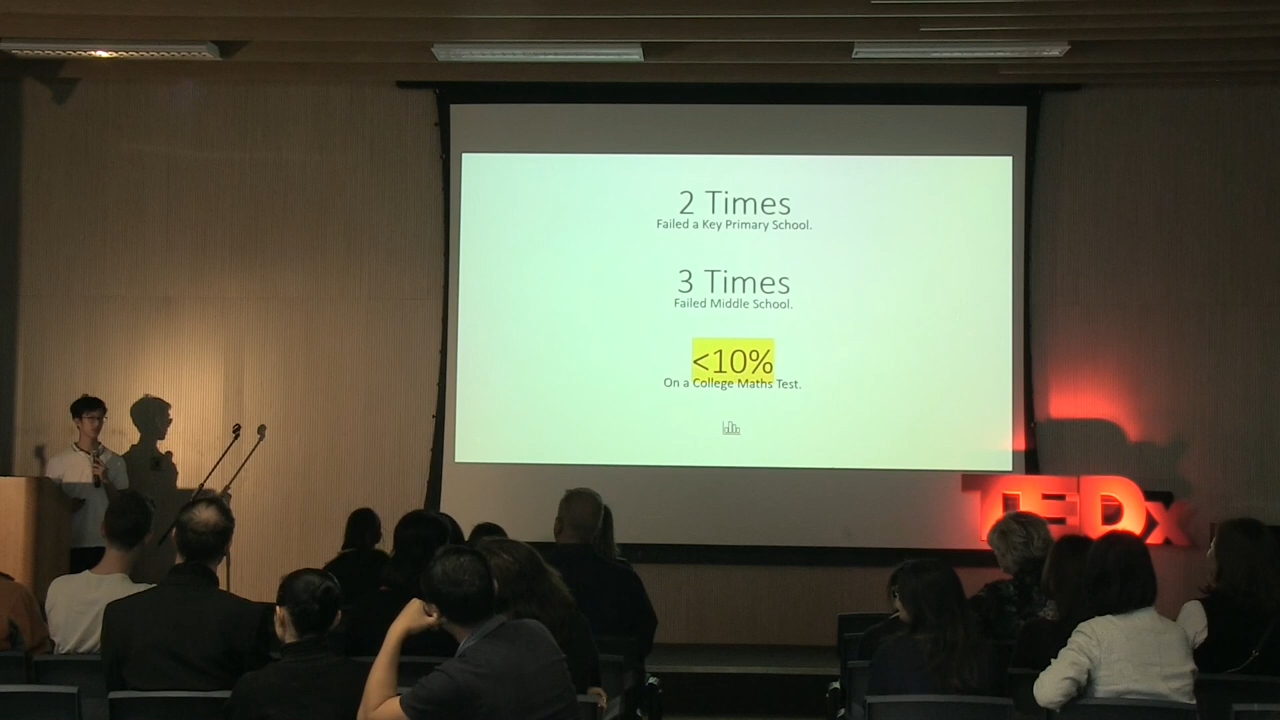 2 Times
Failed a Key Primary School.
3 Times
Failed Middle School.
<10%
On a College Maths Test.
TEDx